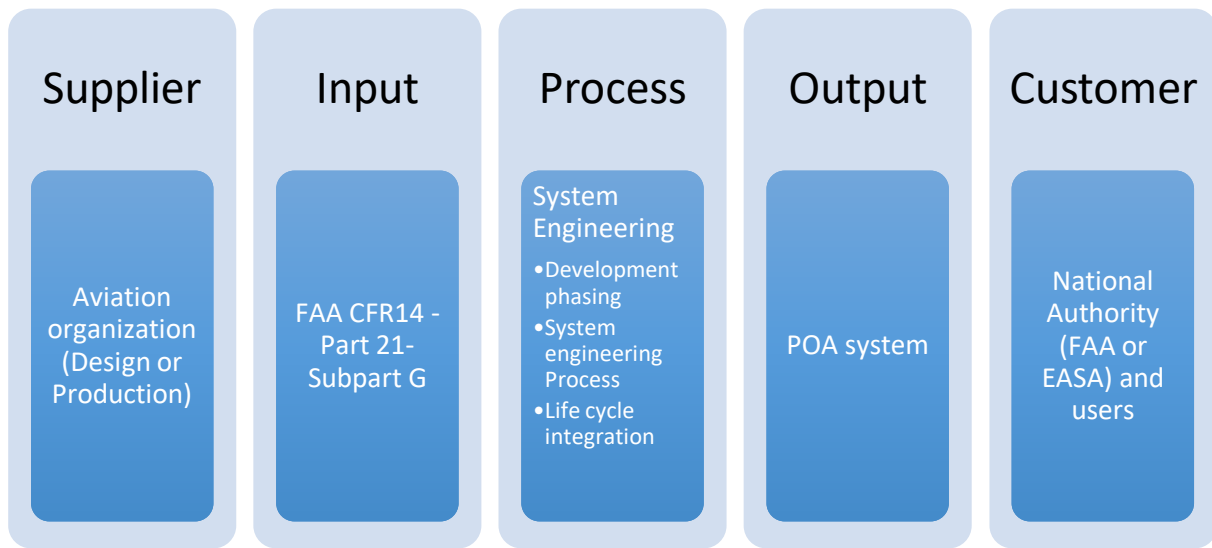 Supplier
Aviation
organization
(Design or
Production)
Input
FAA CFR14 -
Part 21-
Subpart G
Process
System
Engineering
•Development
phasing
•System
engineering
Process
•Life cycle
integration
Output
POA system
Customer
National
Authority
(FAA or
EASA) and
users